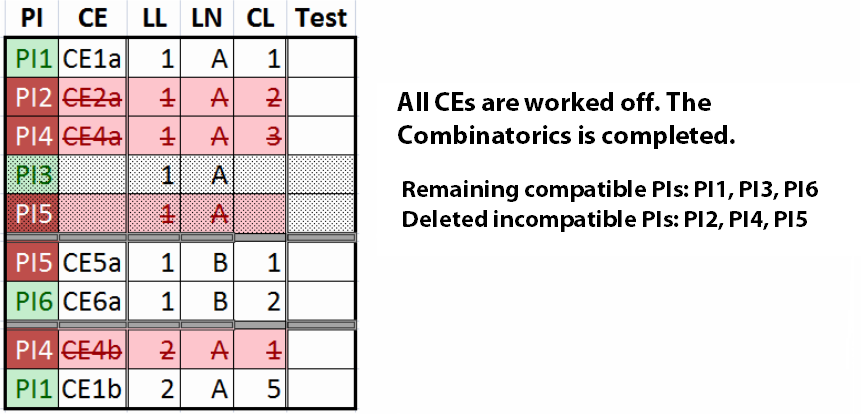 PI CE LL LN CL Test
PI1 CE1a 1 A 1
PI2 CE2a 1 A 2
PI4 CE4a 1 A 3
PI3 1 A
PI5 1 A
PI5 CE5a 1 B 1
PI6 CE6a 1 B 2
PI4 CE4b 2 A 1
PI1 CE1b 2 A 5
All CEs are worked off. The
Combinatorics is completed.
Remaining compatible PIs: PI1, PI3, PI6
Deleted incompatible PIs: PI2, PI4, PI5